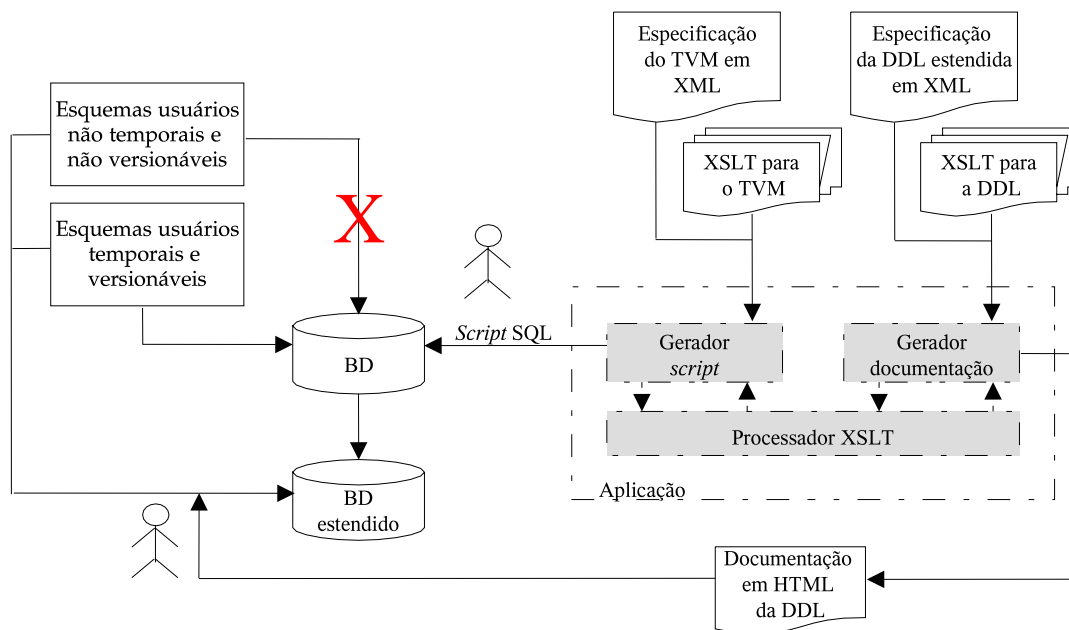 Especificação
do TVM em
XML
Especificação
da DDL estendida
em XML
Esquemas usuários
não temporais e
não versionáveis
XSLT para
o TVM
XSLT para
a DDL
X
Esquemas usuários
temporais e
versionáveis
Script SQL
BD
Gerador
script
Gerador
documentação
Processador XSLT
Aplicação
BD
estendido
Documentação
em HTML
da DDL